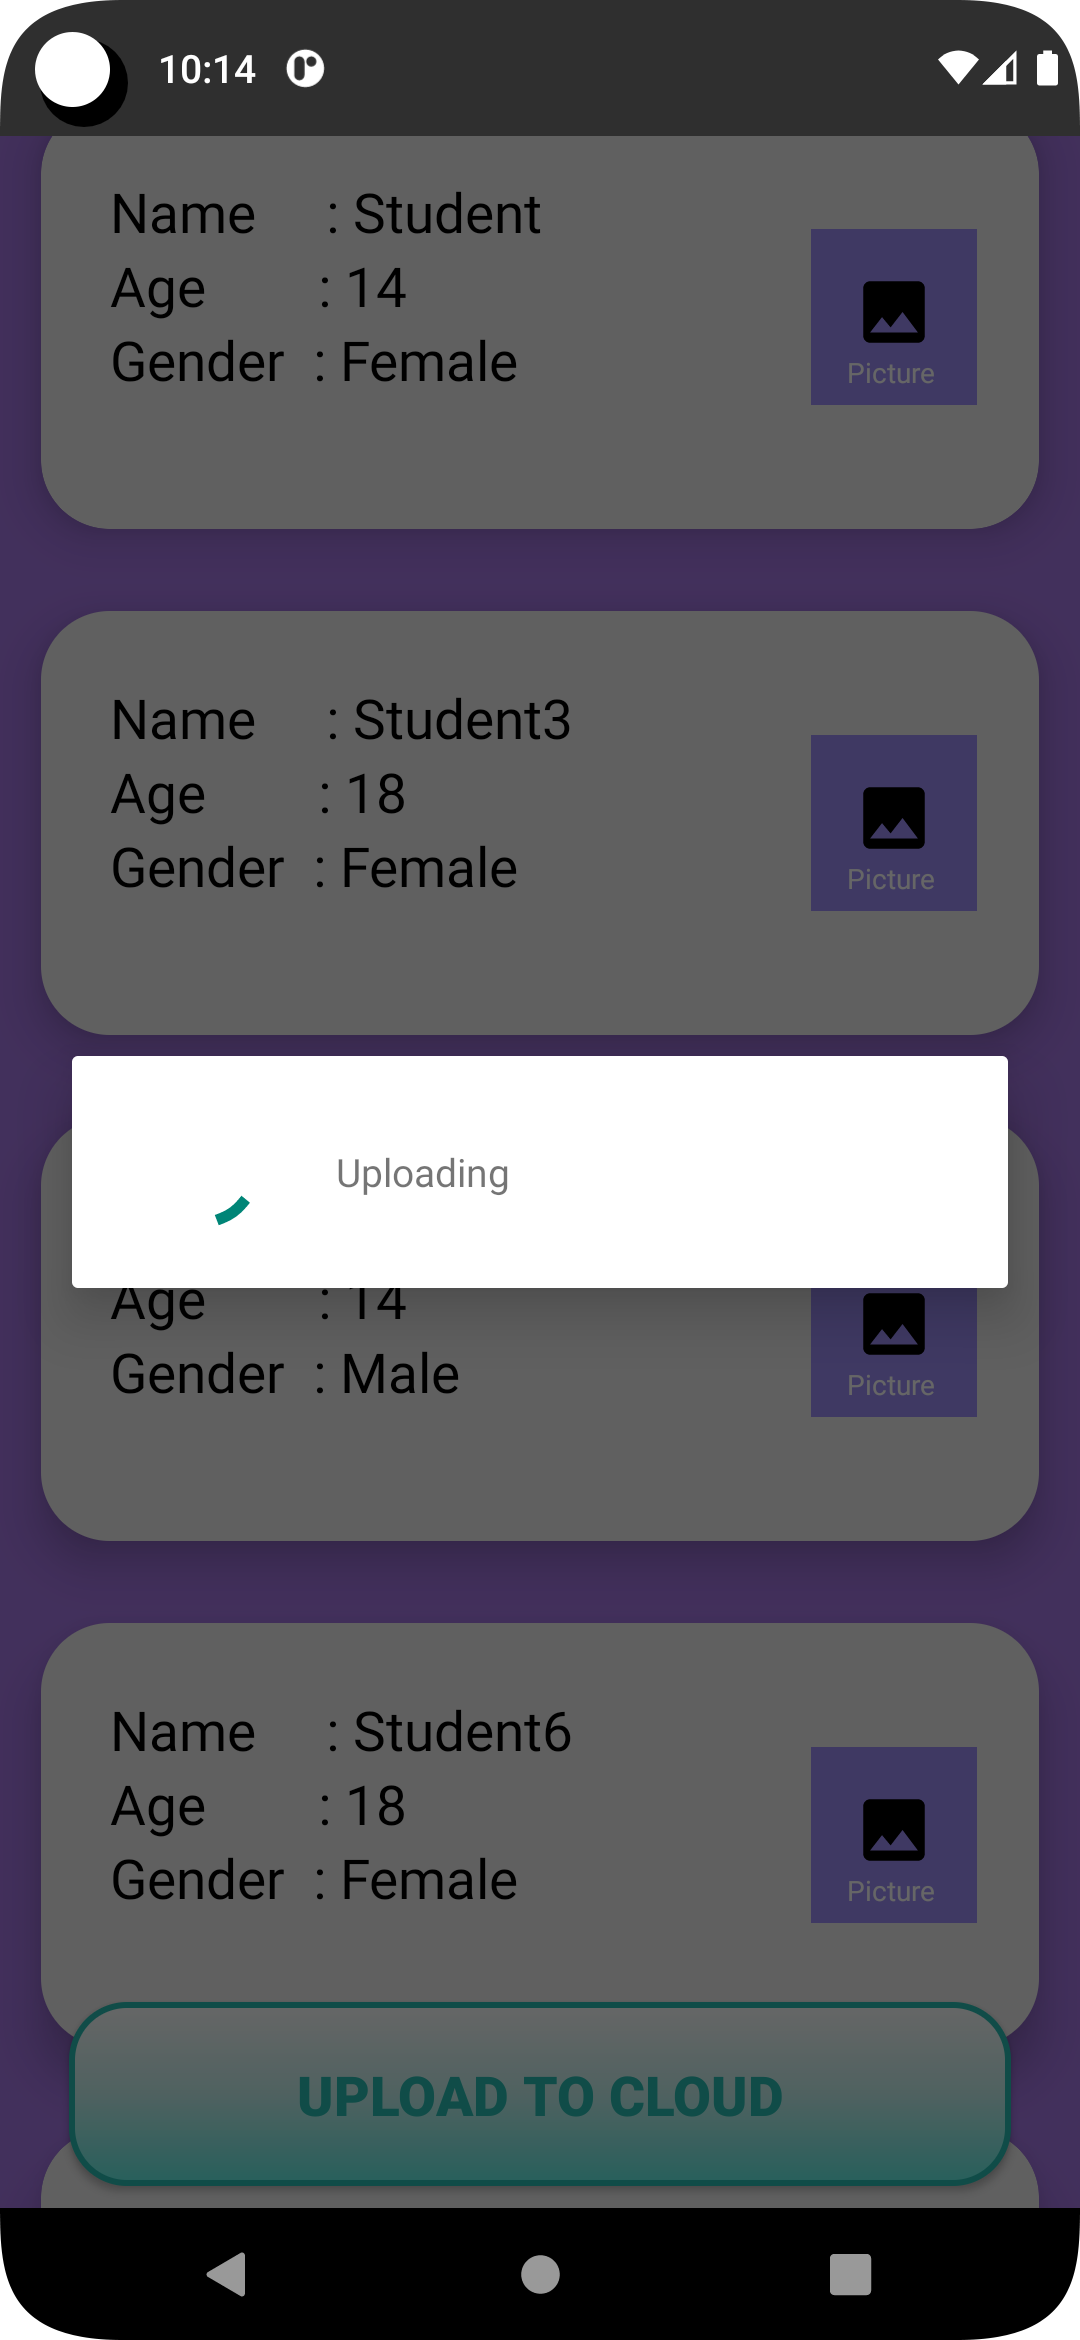 10:14
Name : Student
Age : 14
Gender : Female
Picture
Name : Student3
Age : 18
Gender : Female
Picture
Uploading
Age : 14
Gender : Male
Picture
Name : Student6
Age : 18
Gender : Female
Picture
UPLOAD TO CLOUD